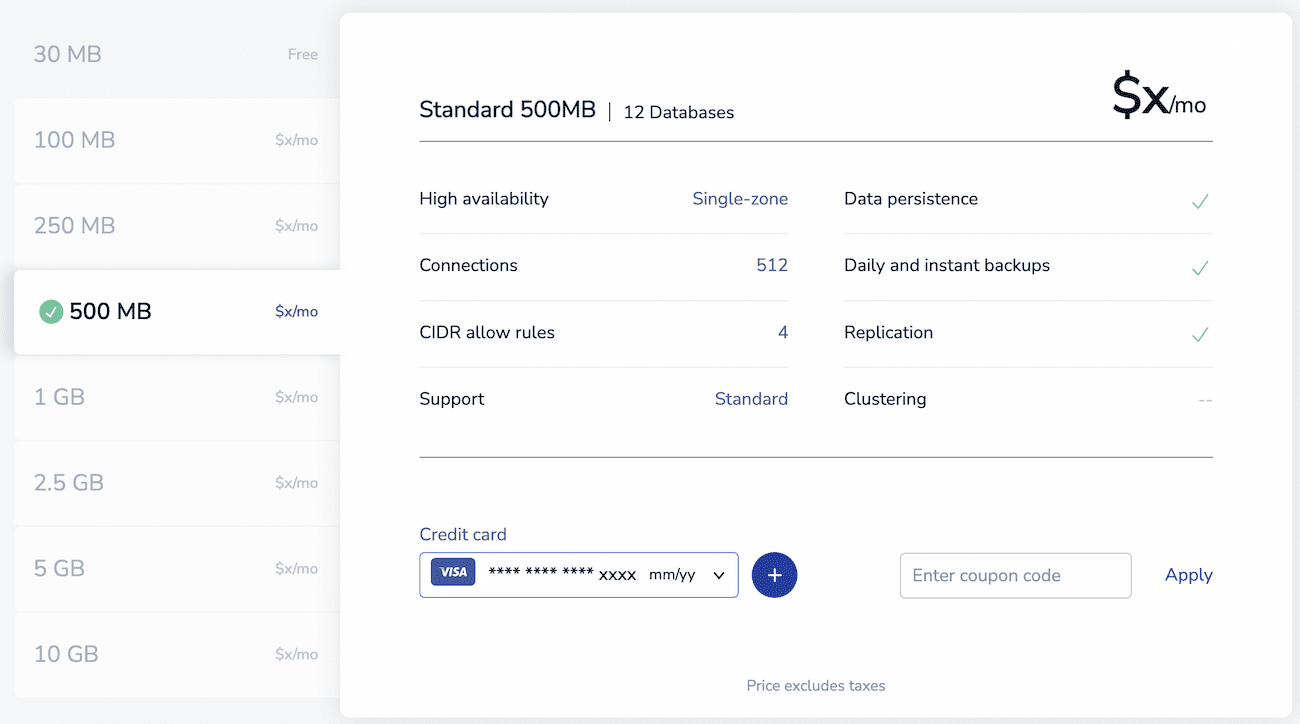 30 MB Free
100 MB $x/mo
250 MB $x/mo
500 MB $x/mo
1 GB $x/mo
2.5 GB $x/mo
5 GB $x/mo
10 GB $x/mo
Standard 500MB | 12 Databases $x/mo
High availability Single-zone Data persistence
Connections 512 Daily and instant backups
CIDR allow rules 4 Replication
Support Standard Clustering --
Credit card
VISA **** **** **** xxxx mm/yy + Enter coupon code Apply
Price excludes taxes